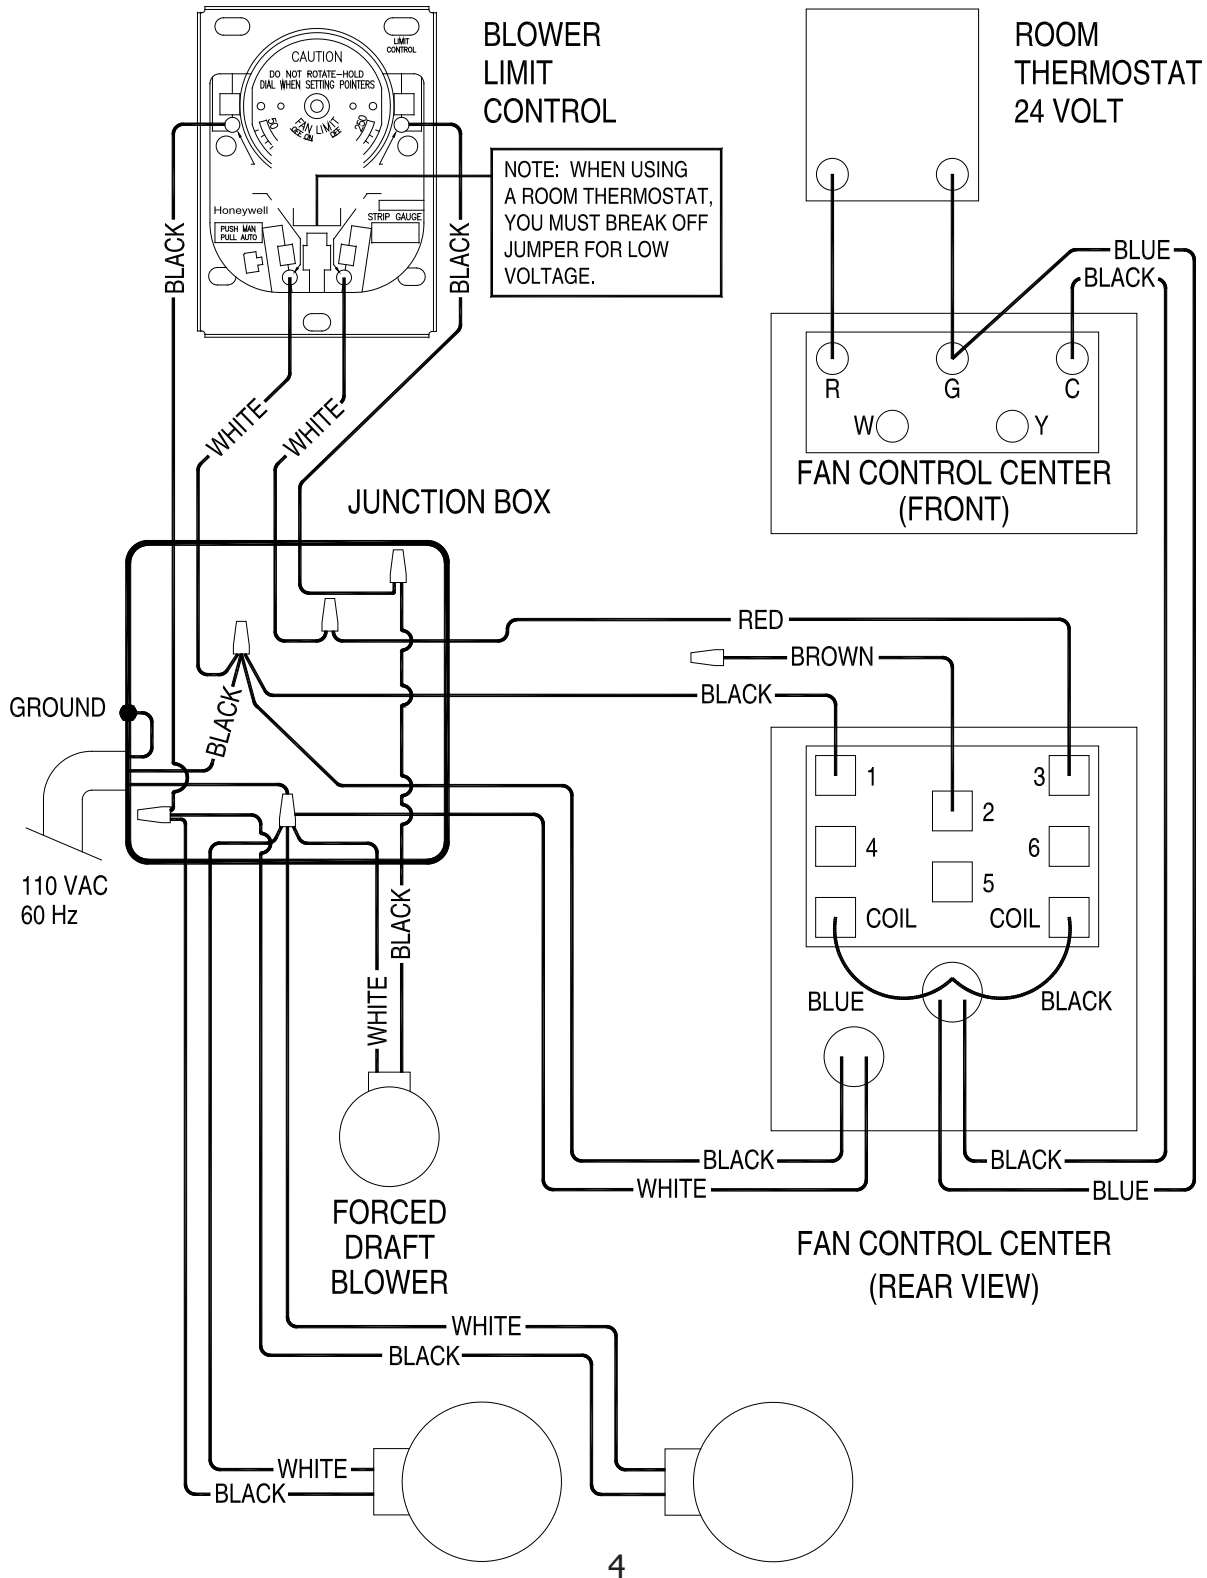 BLOWER
LIMIT
CONTROL
ROOM
THERMOSTAT
24 VOLT
LIMIT
CONTROL
CAUTION
DO NOT ROTATE-HOLD
DIAL WHEN SETTING POINTERS
50
250
FAN LIMIT
OFF ON OFF
Honeywell
STRIP GAUGE
PUSH MAN
PULL AUTO
NOTE: WHEN USING
A ROOM THERMOSTAT,
YOU MUST BREAK OFF
JUMPER FOR LOW
VOLTAGE.
BLACK
BLACK
BLUE
BLACK
R
G
C
W
Y
FAN CONTROL CENTER
(FRONT)
WHITE
WHITE
JUNCTION BOX
RED
BROWN
BLACK
GROUND
BLACK
110 VAC
60 Hz
1
3
2
4
6
5
COIL
COIL
BLUE
BLACK
BLACK
WHITE
FORCED
DRAFT
BLOWER
BLACK
WHITE
BLACK
BLUE
FAN CONTROL CENTER
(REAR VIEW)
WHITE
BLACK
WHITE
BLACK
4